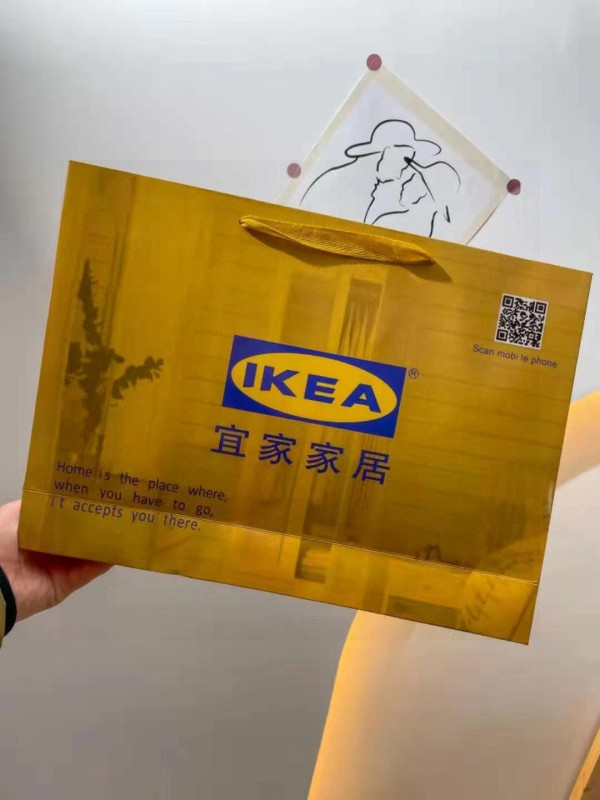 Scan mobi le phone
IKEA®
宜家家居
Home is the place where,
when you have to go,
it accepts you there.